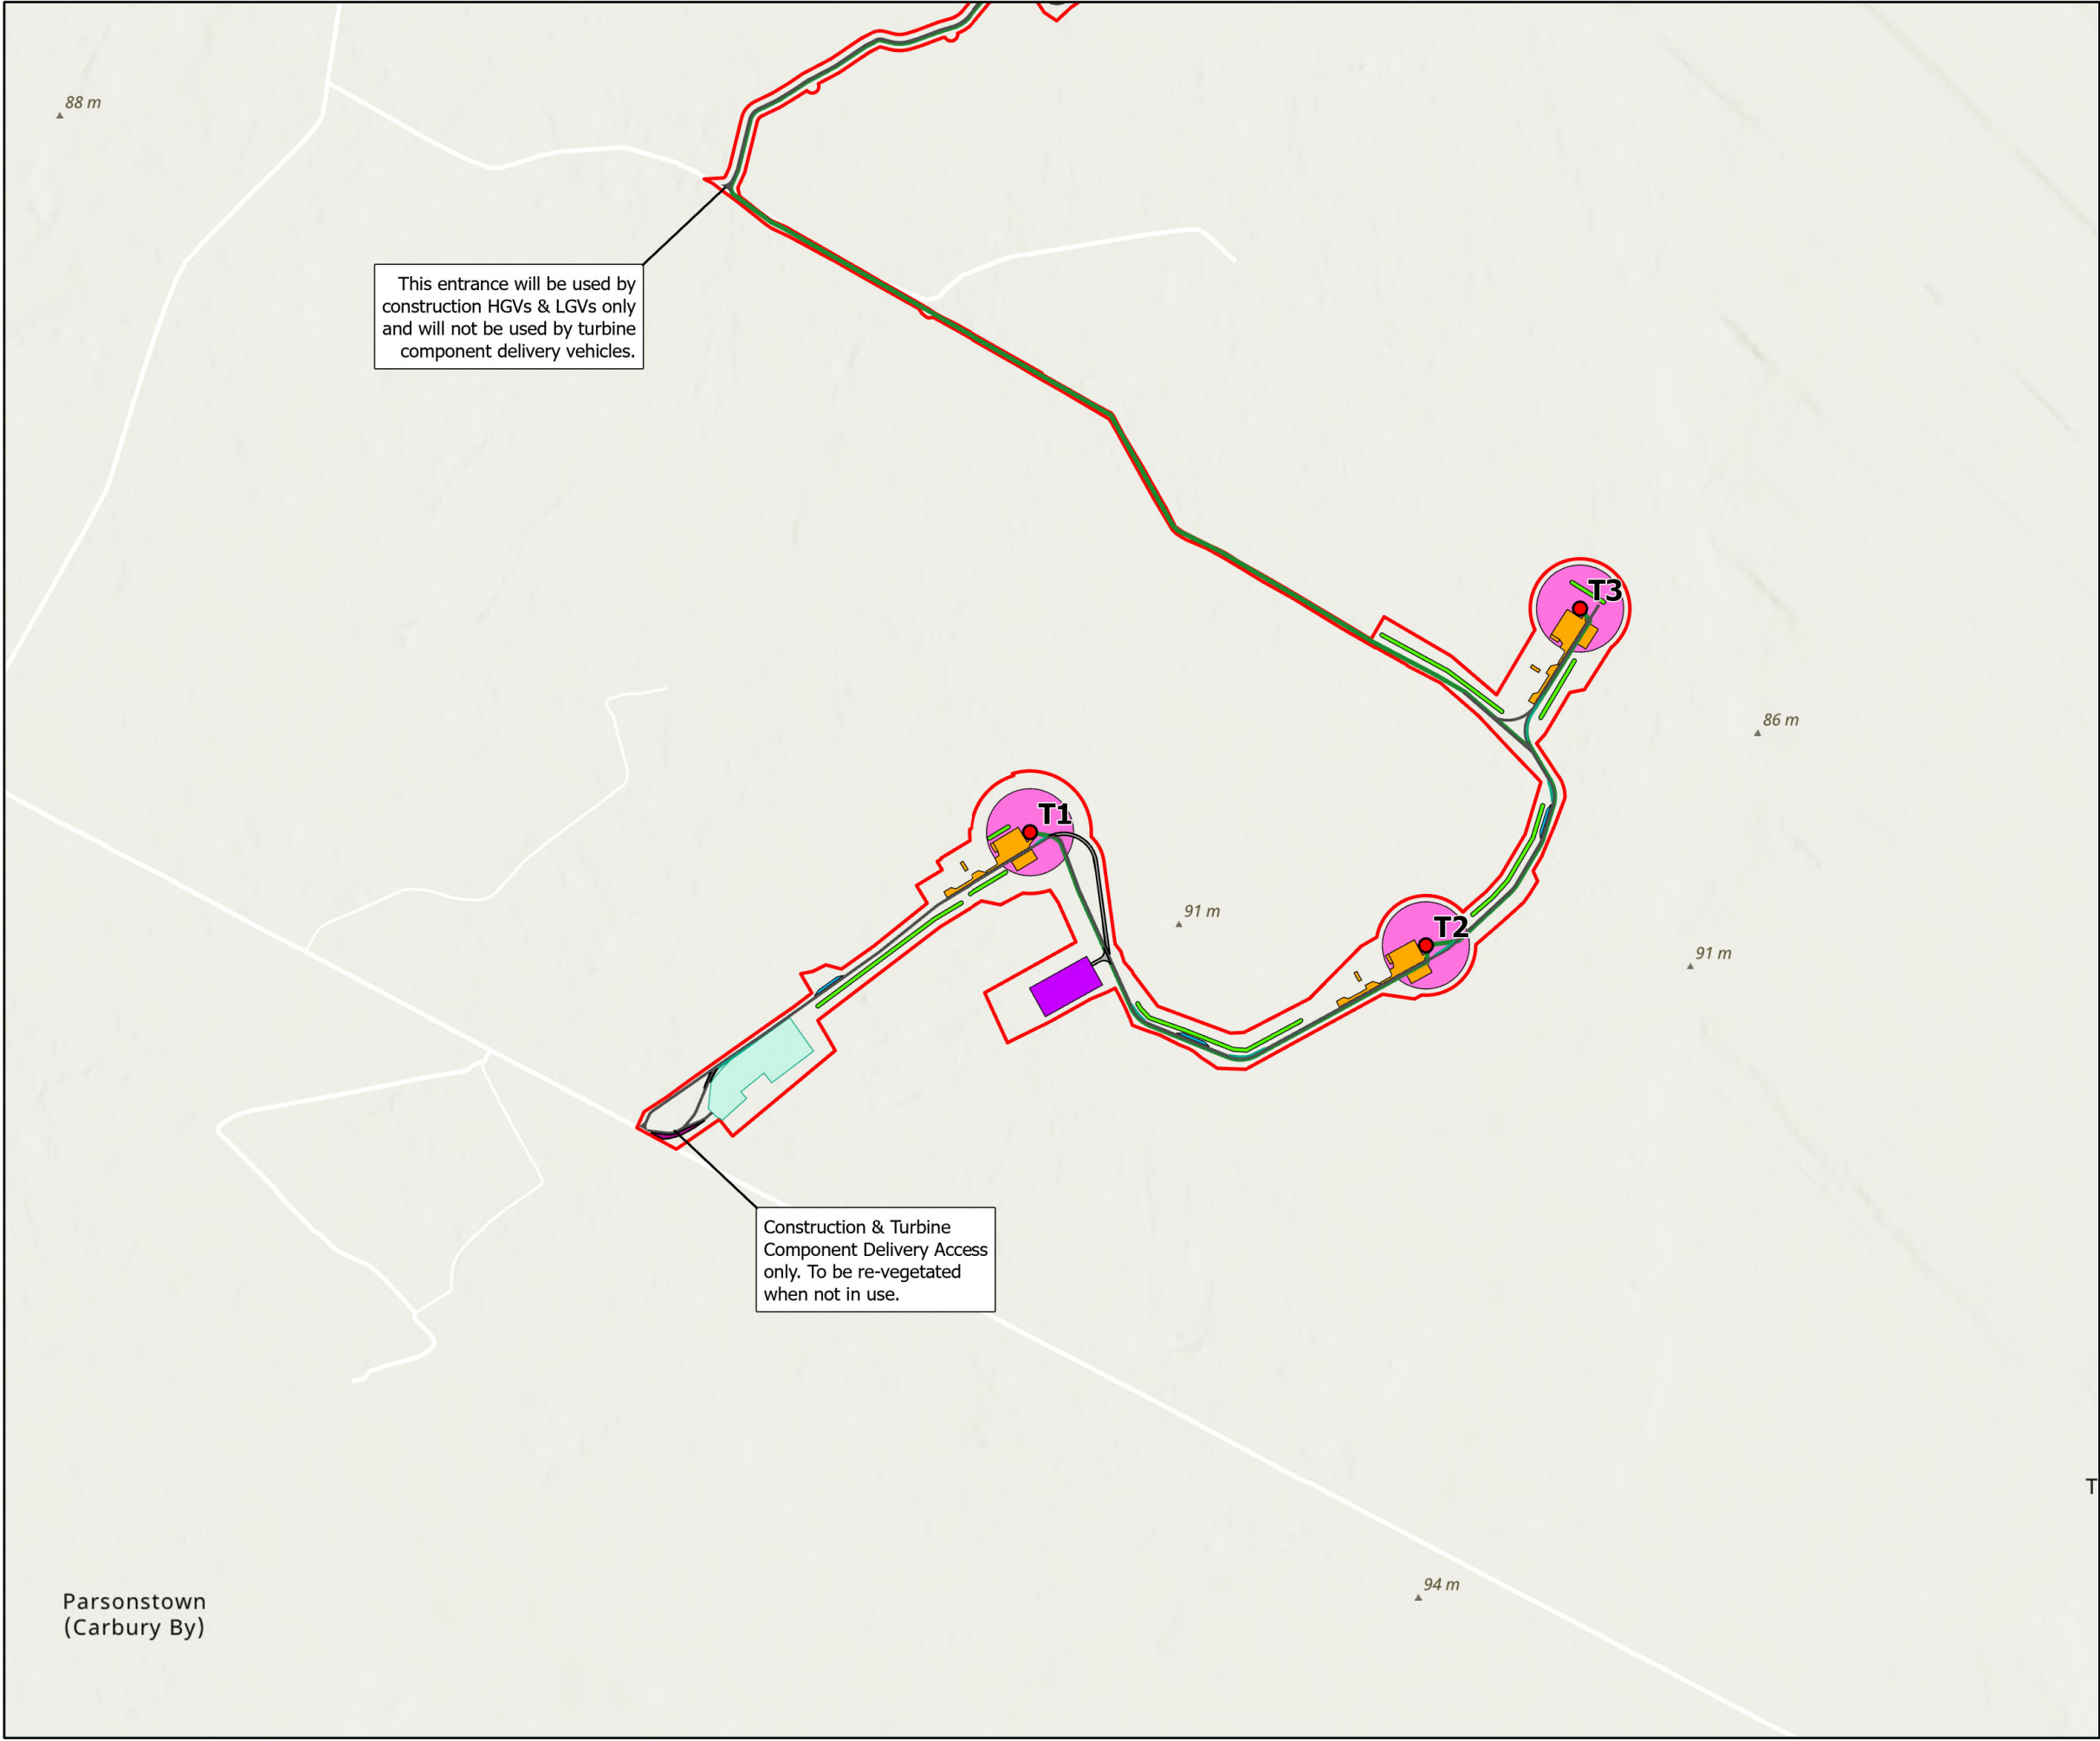 88 m
This entrance will be used by
construction HGVs & LGVs only
and will not be used by turbine
component delivery vehicles.
T3
86 m
T1
91 m
T2
91 m
Construction & Turbine
Component Delivery Access
only. To be re-vegetated
when not in use.
T
94 m
Parsonstown
(Carbury By)